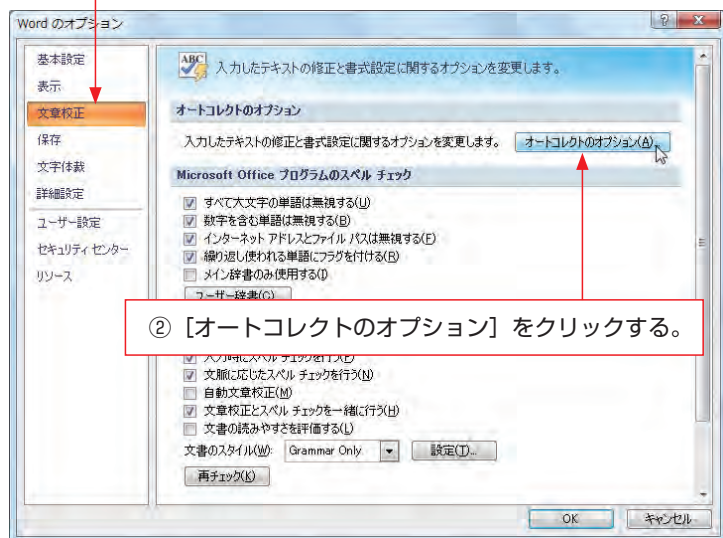 Word のオプション
基本設定
表示
文章校正
保存
文字体裁
詳細設定
ユーザー設定
セキュリティ センター
リソース
ABC
入力したテキストの修正と書式設定に関するオプションを変更します。
オートコレクトのオプション
入力したテキストの修正と書式設定に関するオプションを変更します。 オートコレクトのオプション(A)...
Microsoft Office プログラムのスペル チェック
すべて大文字の単語は無視する(U)
数字を含む単語は無視する(B)
インターネット アドレスとファイル パスは無視する(F)
繰り返し使われる単語にフラグを付ける(R)
メイン辞書のみ使用する(I)
ユーザー辞書(C)...
② [オートコレクトのオプション] をクリックする。
入力時にスペル チェックを行う(P)
文脈に応じたスペル チェックを行う(N)
自動文章校正(M)
文章校正とスペル チェックを一緒に行う(H)
文書の読みやすさを評価する(L)
文書のスタイル(W): Grammar Only 設定(T)...
再チェック(K)
OK キャンセル